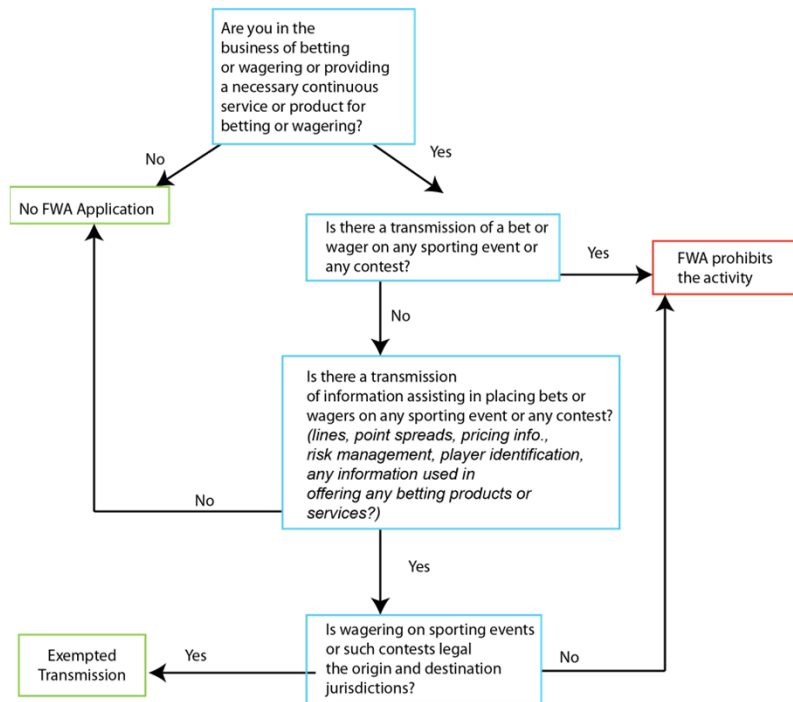 Are you in the
business of betting
or wagering or providing
a necessary continuous
service or product for
betting or wagering?
No
Yes
No FWA Application
Is there a transmission of a bet or
wager on any sporting event or
any contest?
Yes
FWA prohibits
the activity
No
Is there a transmission
of information assisting in placing bets or
wagers on any sporting event or any contest?
(lines, point spreads, pricing info.,
risk management, player identification,
any information used in
offering any betting products or
services?)
No
Yes
Is wagering on sporting events
or such contests legal
the origin and destination
jurisdictions?
Yes
No
Exempted
Transmission